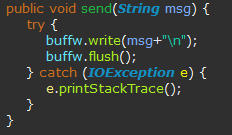 public void send(String msg) {
    try {
        buffw.write(msg+"\n");
        buffw.flush();
    } catch (IOException e) {
        e.printStackTrace();
    }
}